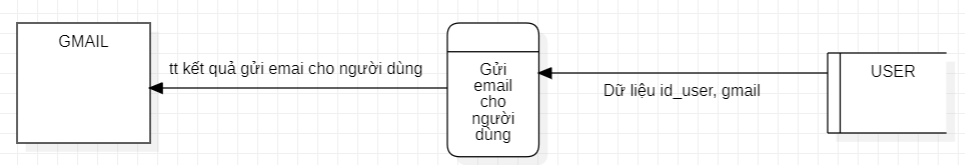 GMAIL
tt kết quả gửi emai cho người dùng
Gửi
email
cho
người
dùng
Dữ liệu id_user, gmail
USER